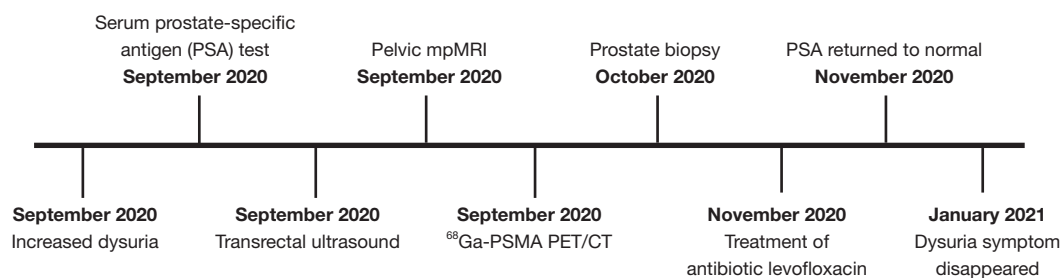 Serum prostate-specific
antigen (PSA) test
September 2020
Pelvic mpMRI
September 2020
Prostate biopsy
October 2020
PSA returned to normal
November 2020
September 2020
Increased dysuria
September 2020
Transrectal ultrasound
September 2020
⁶⁸Ga-PSMA PET/CT
November 2020
Treatment of
antibiotic levofloxacin
January 2021
Dysuria symptom
disappeared